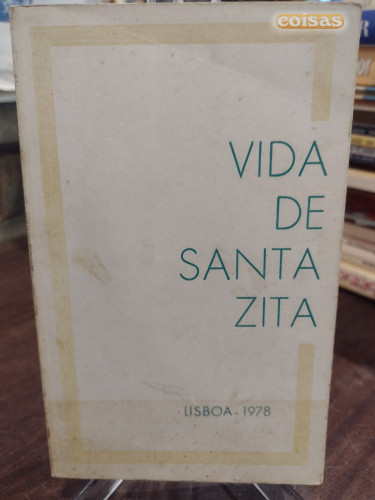 coisas
VIDA
DE
SANTA
ZITA
LISBOA - 1978